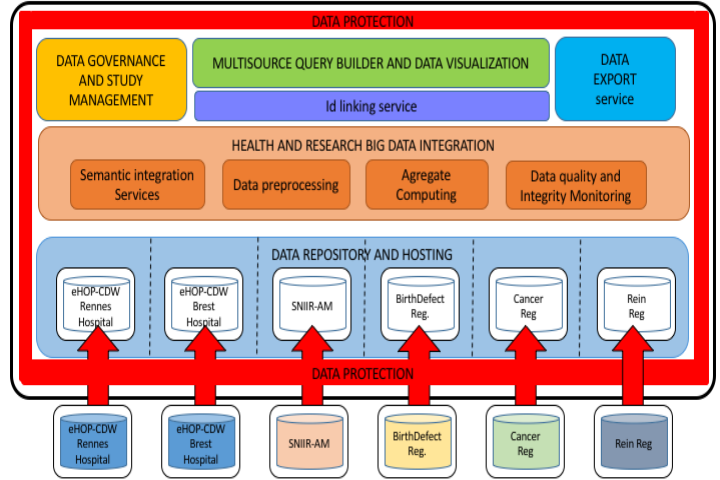 DATA PROTECTION
DATA GOVERNANCE
AND STUDY
MANAGEMENT
MULTISOURCE QUERY BUILDER AND DATA VISUALIZATION
Id linking service
DATA
EXPORT
service
HEALTH AND RESEARCH BIG DATA INTEGRATION
Semantic integration
Services
Data preprocessing
Agregate
Computing
Data quality and
Integrity Monitoring
DATA REPOSITORY AND HOSTING
eHOP-CDW
Rennes
Hospital
eHOP-CDW
Brest
Hospital
SNIIR-AM
BirthDefect
Reg.
Cancer
Reg
Rein
Reg
DATA PROTECTION
eHOP-CDW
Rennes
Hospital
eHOP-CDW
Brest
Hospital
SNIIR-AM
BirthDefect
Reg.
Cancer
Reg
Rein Reg